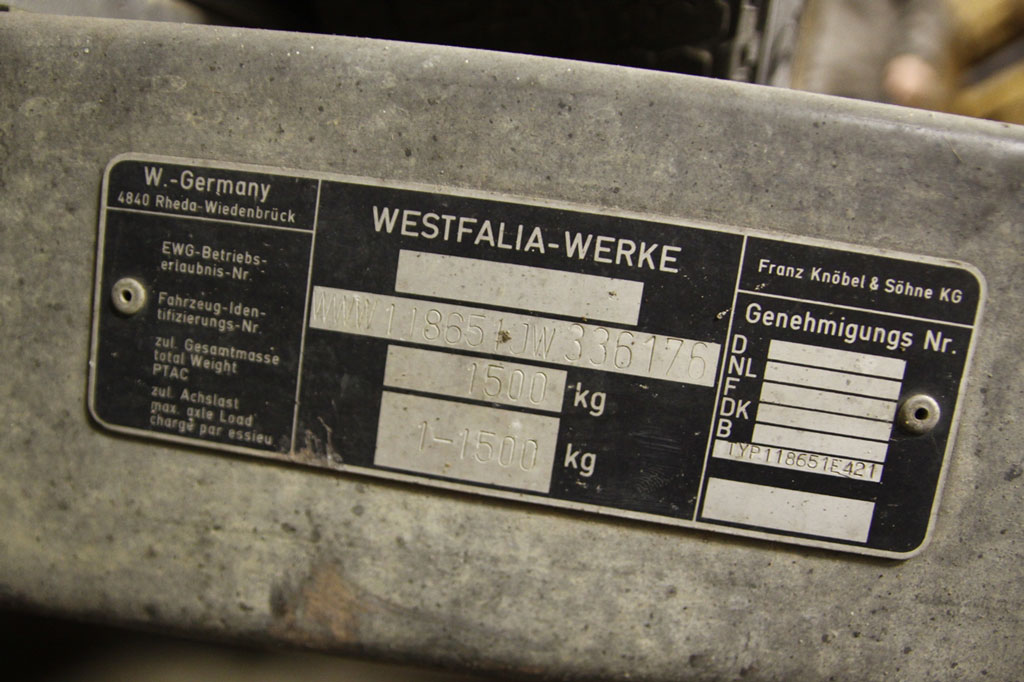 W.-Germany
4840 Rheda-Wiedenbrück
EWG-Betriebs-
erlaubnis-Nr.
Fahrzeug-Iden-
tifizierungs-Nr.
zul. Gesamtmasse
total Weight
PTAC
zul. Achslast
max. axle Load
charge par essieu
WESTFALIA-WERKE
WMW118651JW336176
1500 kg
1-1500 kg
Franz Knöbel & Söhne KG
Genehmigungs Nr.
D
NL
F
DK
B
TYP118651E421